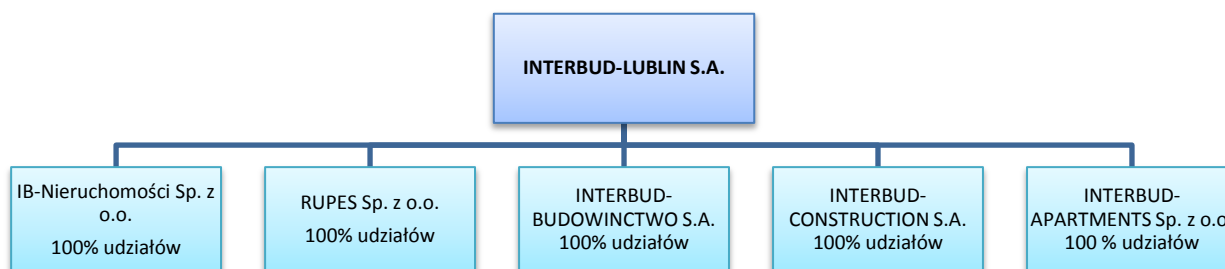 INTERBUD-LUBLIN S.A.
IB-Nieruchomości Sp. z
o.o.
100% udziałów
RUPES Sp. z o.o.
100% udziałów
INTERBUD-
BUDOWINCTWO S.A.
100% udziałów
INTERBUD-
CONSTRUCTION S.A.
100% udziałów
INTERBUD-
APARTMENTS Sp. z o.o
100 % udziałów